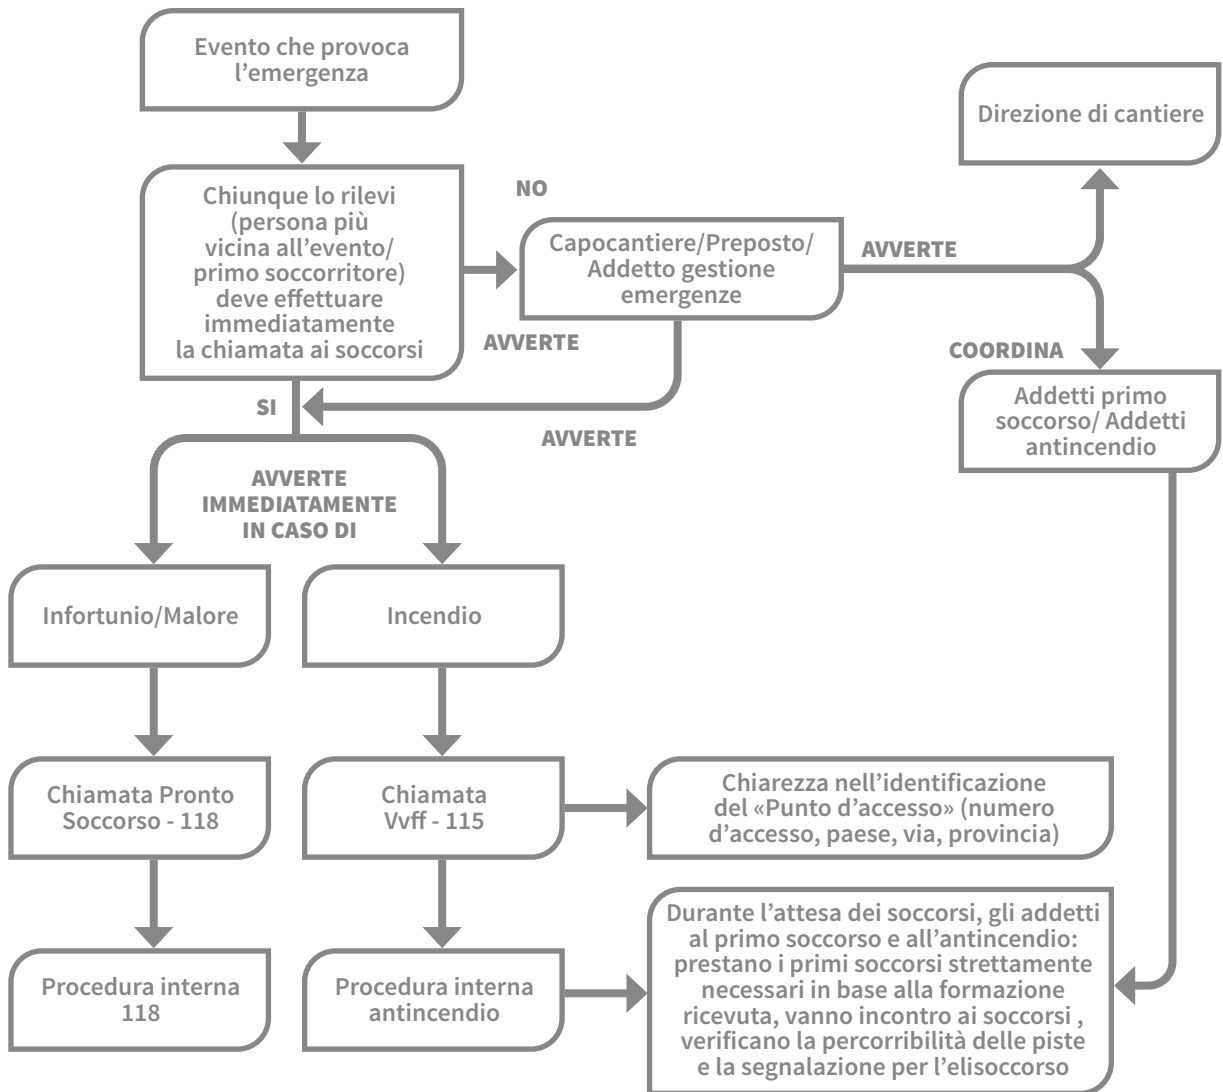 Evento che provoca
l'emergenza
Direzione di cantiere
Chiunque lo rilevi
(persona più
vicina all'evento/
primo soccorritore)
deve effettuare
immediatamente
la chiamata ai soccorsi
NO
Capocantiere/Preposto/
Addetto gestione
emergenze
AVVERTE
AVVERTE
COORDINA
SI
AVVERTE
Addetti primo
soccorso/ Addetti
antincendio
AVVERTE
IMMEDIATAMENTE
IN CASO DI
Infortunio/Malore
Incendio
Chiamata Pronto
Soccorso - 118
Chiamata
Vvff - 115
Chiarezza nell'identificazione
del «Punto d'accesso» (numero
d'accesso, paese, via, provincia)
Procedura interna
118
Procedura interna
antincendio
Durante l'attesa dei soccorsi, gli addetti
al primo soccorso e all'antincendio:
prestano i primi soccorsi strettamente
necessari in base alla formazione
ricevuta, vanno incontro ai soccorsi ,
verificano la percorribilità delle piste
e la segnalazione per l'elisoccorso